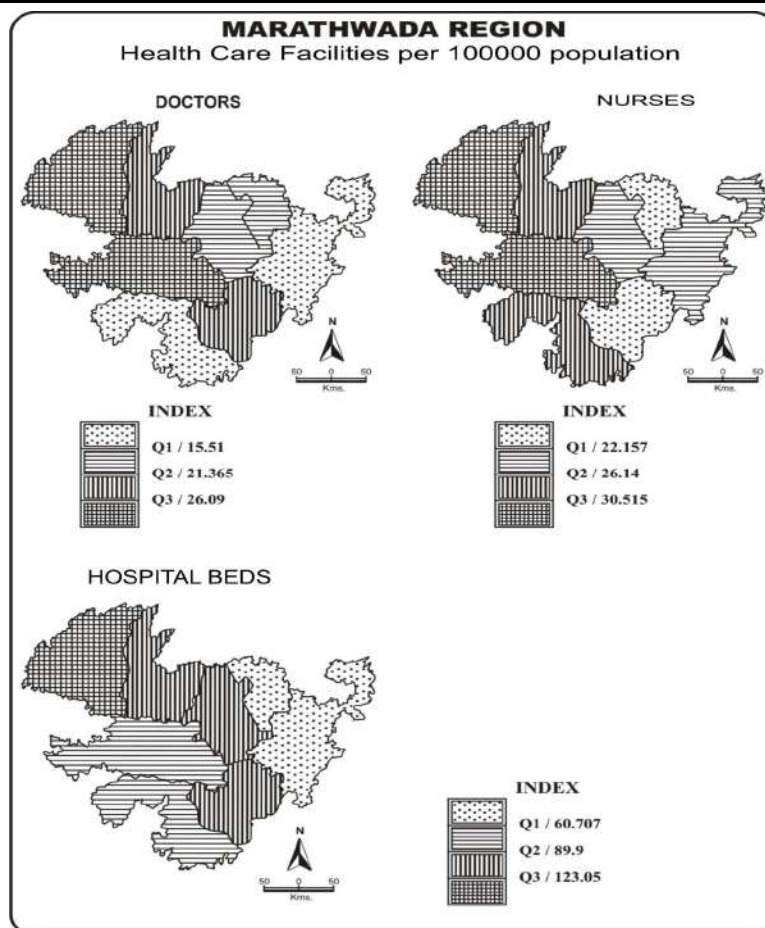 MARATHWADA REGION
Health Care Facilities per 100000 population
DOCTORS
NURSES
N
50 0 50
Kms.
N
50 0 50
Kms.
INDEX
Q1 / 15.51
Q2 / 21.365
Q3 / 26.09
INDEX
Q1 / 22.157
Q2 / 26.14
Q3 / 30.515
HOSPITAL BEDS
N
50 0 50
Kms.
INDEX
Q1 / 60.707
Q2 / 89.9
Q3 / 123.05